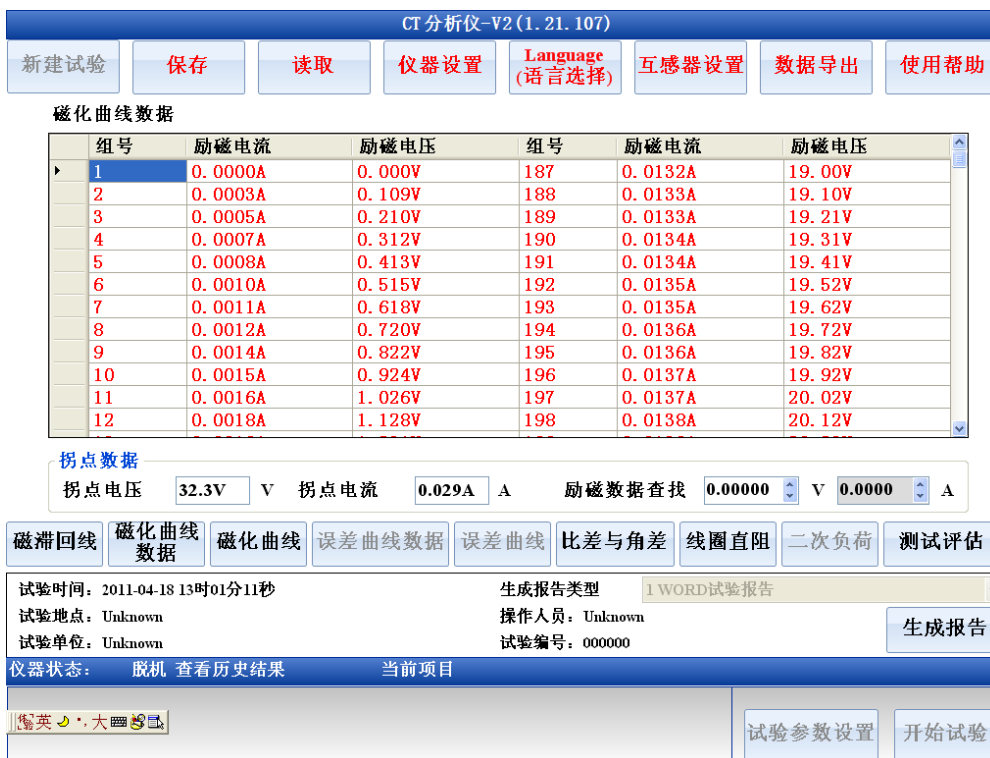 CT分析仪-V2(1.21.107)
新建试验 保存 读取 仪器设置 Language (语言选择) 互感器设置 数据导出 使用帮助
磁化曲线数据
组号 励磁电流 励磁电压 组号 励磁电流 励磁电压
1 0.0000A 0.000V 187 0.0132A 19.00V
2 0.0003A 0.109V 188 0.0133A 19.10V
3 0.0005A 0.210V 189 0.0133A 19.21V
4 0.0007A 0.312V 190 0.0134A 19.31V
5 0.0008A 0.413V 191 0.0134A 19.41V
6 0.0010A 0.515V 192 0.0135A 19.52V
7 0.0011A 0.618V 193 0.0135A 19.62V
8 0.0012A 0.720V 194 0.0136A 19.72V
9 0.0014A 0.822V 195 0.0136A 19.82V
10 0.0015A 0.924V 196 0.0137A 19.92V
11 0.0016A 1.026V 197 0.0137A 20.02V
12 0.0018A 1.128V 198 0.0138A 20.12V
拐点数据
拐点电压 32.3V V 拐点电流 0.029A A 励磁数据查找 0.00000 V 0.0000 A
磁滞回线 磁化曲线数据 磁化曲线 误差曲线数据 误差曲线 比差与角差 线圈直阻 二次负荷 测试评估
试验时间：2011-04-18 13时01分11秒 生成报告类型 1 WORD试验报告
试验地点：Unknown 操作人员：Unknown
试验单位：Unknown 试验编号：000000 生成报告
仪器状态： 脱机 查看历史结果 当前项目
英 大
试验参数设置 开始试验